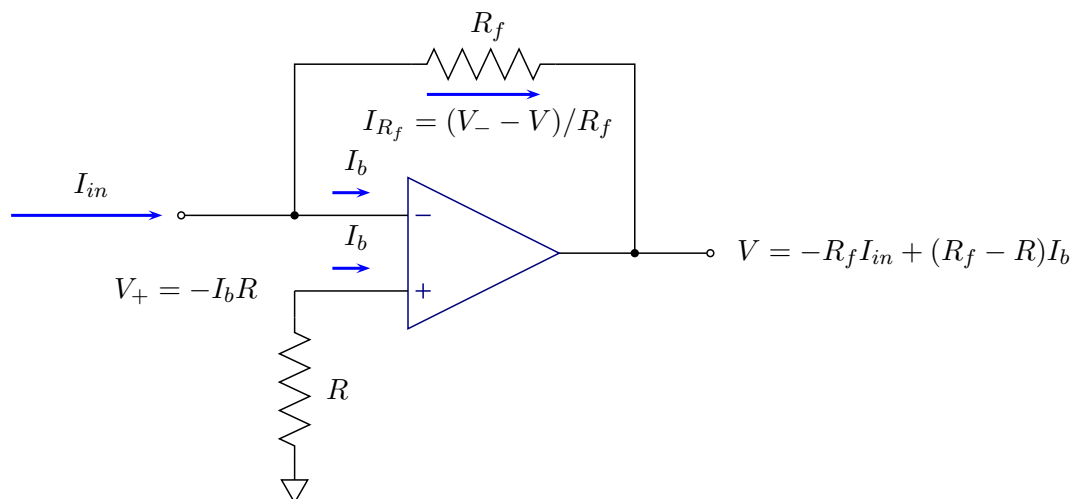 R_f
I_{R_f} = (V_- - V)/R_f
I_b
I_{in}
−
I_b
V = −R_f I_{in} + (R_f − R)I_b
V_+ = −I_b R
+
R